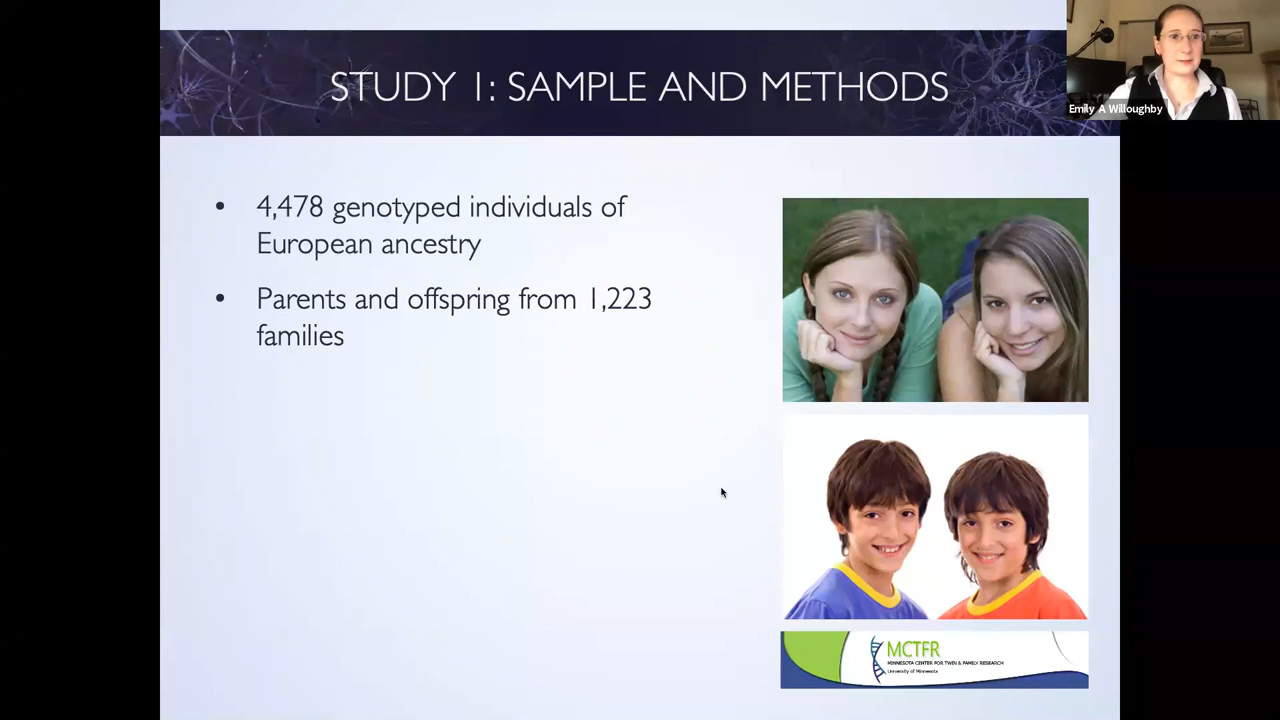 STUDY 1: SAMPLE AND METHODS
Emily A Willoughby
• 4,478 genotyped individuals of
European ancestry
• Parents and offspring from 1,223
families
MCTFR
MINNESOTA CENTER FOR TWIN & FAMILY RESEARCH
University of Minnesota